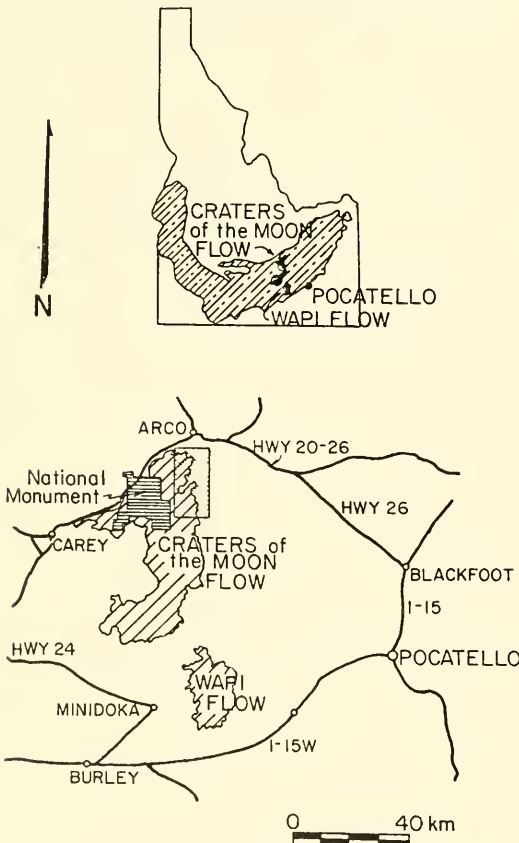 CRATERS
of the MOON
FLOW
POCATELLO
WAPI FLOW
N
ARCO
HWY 20-26
National
Monument
HWY 26
CAREY
CRATERS of
the MOON
FLOW
BLACKFOOT
I-15
HWY 24
POCATELLO
WAPI
FLOW
MINIDOKA
I-15W
BURLEY
0 40 km